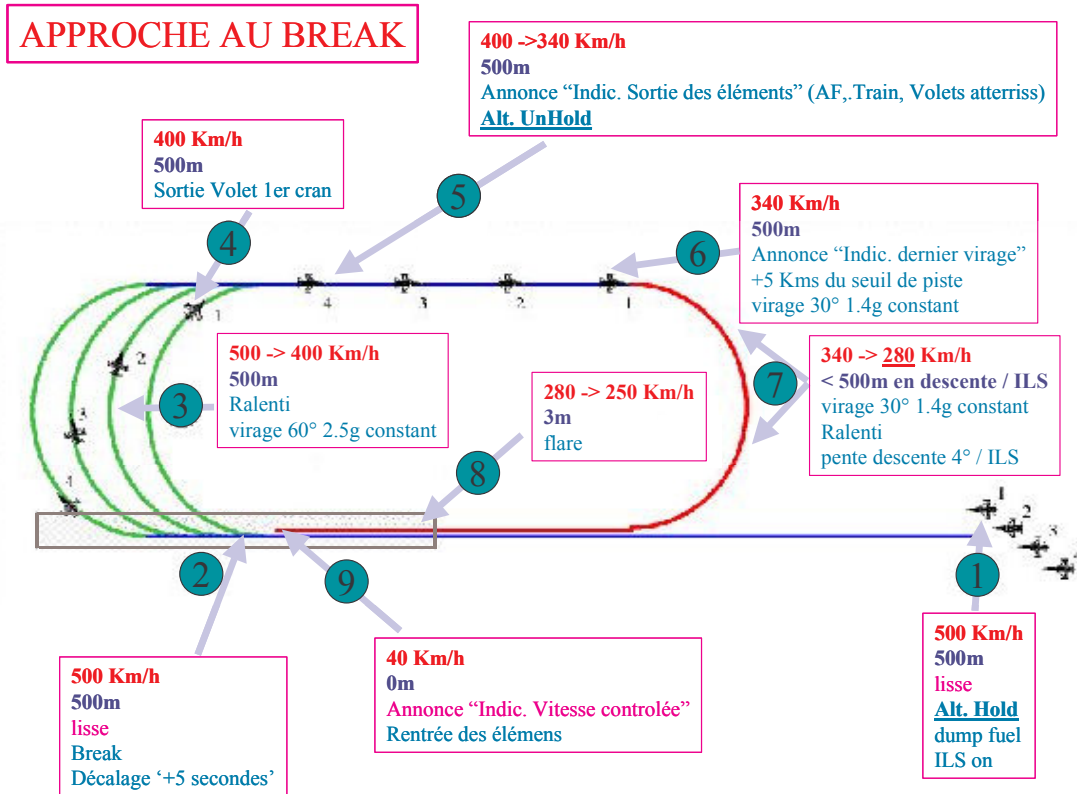 APPROCHE AU BREAK
400 ->340 Km/h
500m
Annonce “Indic. Sortie des éléments” (AF,.Train, Volets atterriss)
Alt. UnHold
400 Km/h
500m
Sortie Volet 1er cran
5
4
340 Km/h
500m
Annonce “Indic. dernier virage”
+5 Kms du seuil de piste
virage 30° 1.4g constant
6
4
3
2
1
1
2
3
4
500 -> 400 Km/h
500m
Ralenti
virage 60° 2.5g constant
3
340 -> 280 Km/h
< 500m en descente / ILS
virage 30° 1.4g constant
Ralenti
pente descente 4° / ILS
7
280 -> 250 Km/h
3m
flare
8
1
2
3
2
9
1
500 Km/h
500m
lisse
Break
Décalage ‘+5 secondes’
40 Km/h
0m
Annonce “Indic. Vitesse controlée”
Rentrée des élémens
500 Km/h
500m
lisse
Alt. Hold
dump fuel
ILS on